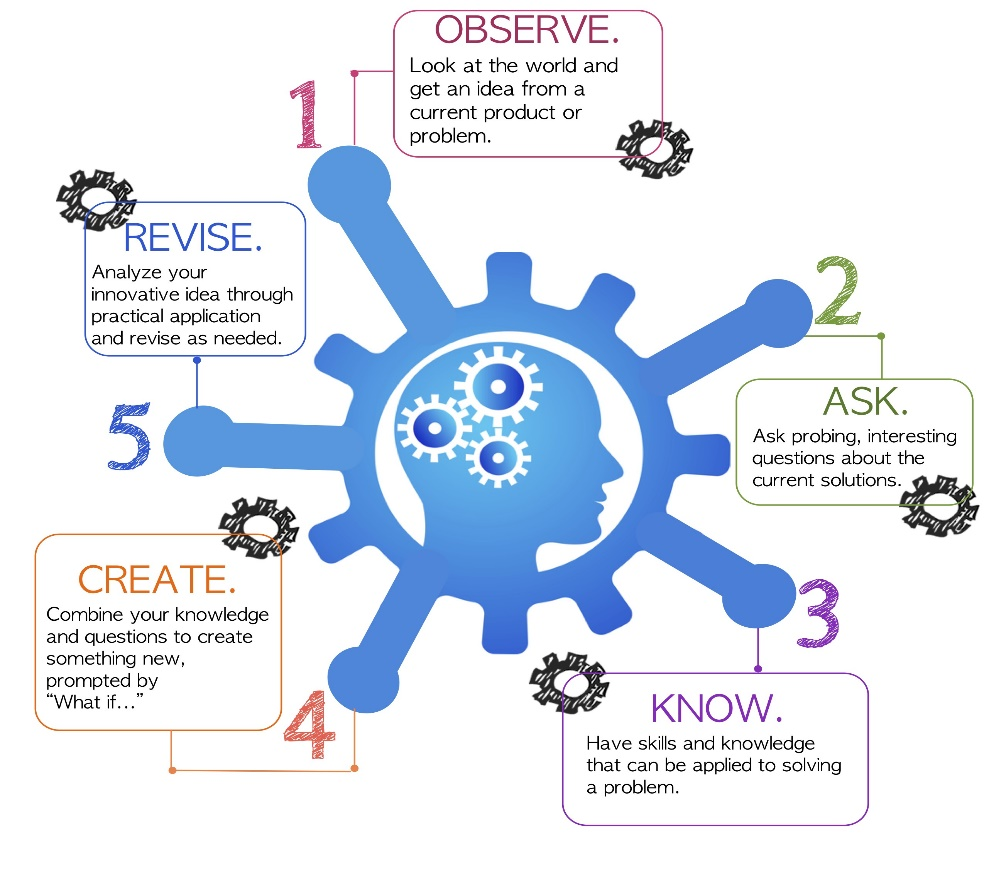 1
OBSERVE.
Look at the world and
get an idea from a
current product or
problem.
2
ASK.
Ask probing, interesting
questions about the
current solutions.
3
KNOW.
Have skills and knowledge
that can be applied to solving
a problem.
4
CREATE.
Combine your knowledge
and questions to create
something new,
prompted by
“What if...”
5
REVISE.
Analyze your
innovative idea through
practical application
and revise as needed.